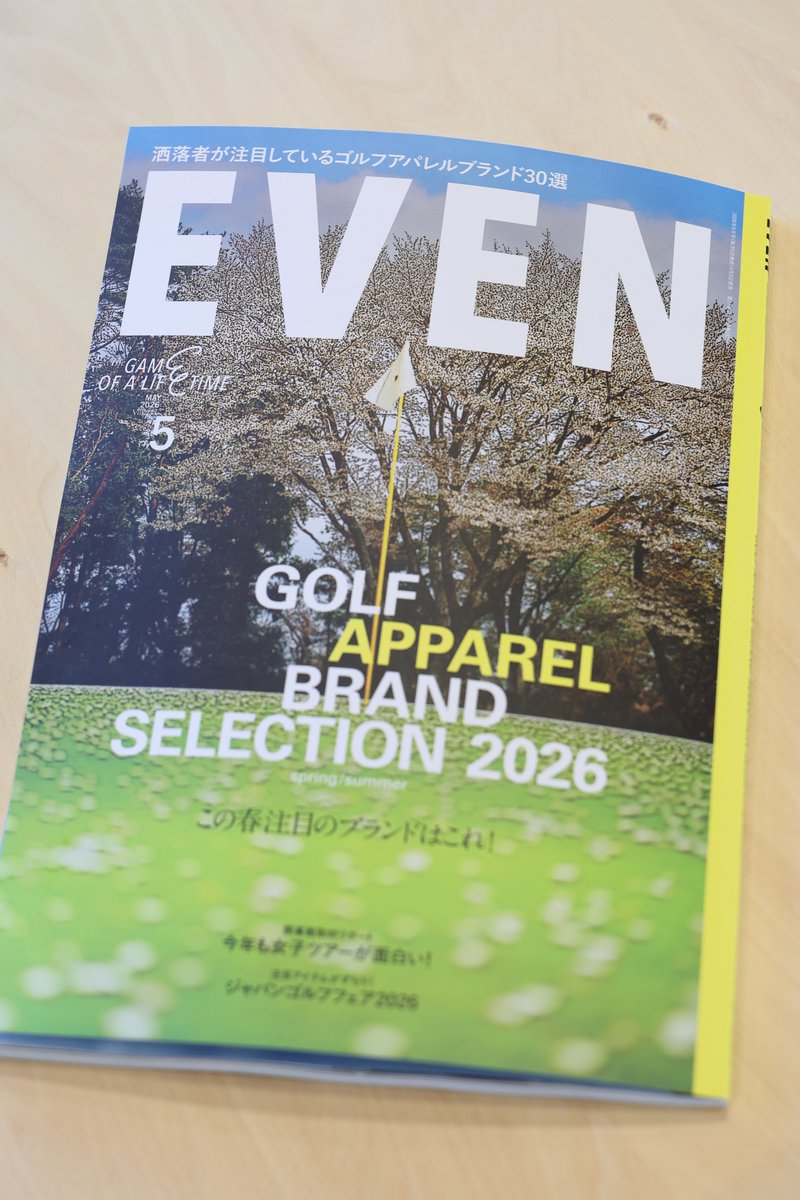 洒落者が注目しているゴルフアパレルブランド30選
EVEN
GAME
OF A LIFETIME
MAY
5
GOLF
APPAREL
BRAND
SELECTION 2026
spring/summer
この春注目のブランドはこれ!
今年も女子ツアーが面白い!
ジャパンゴルフフェア2026